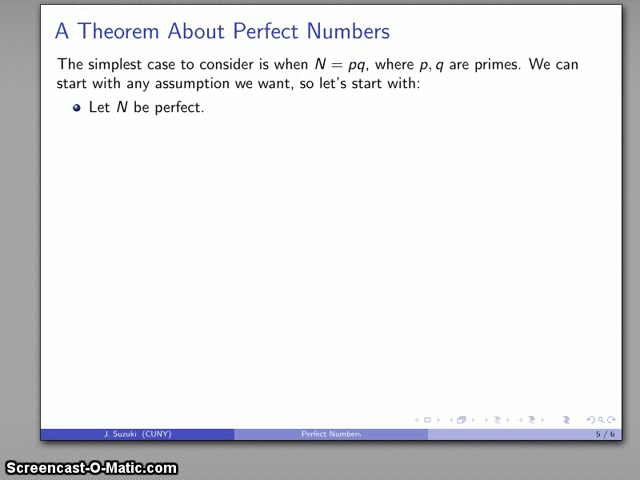 A Theorem About Perfect Numbers
The simplest case to consider is when N = pq, where p, q are primes. We can
start with any assumption we want, so let's start with:
Let N be perfect.
J. Suzuki (CUNY)
Perfect Numbers
5 / 6
Screencast-O-Matic.com